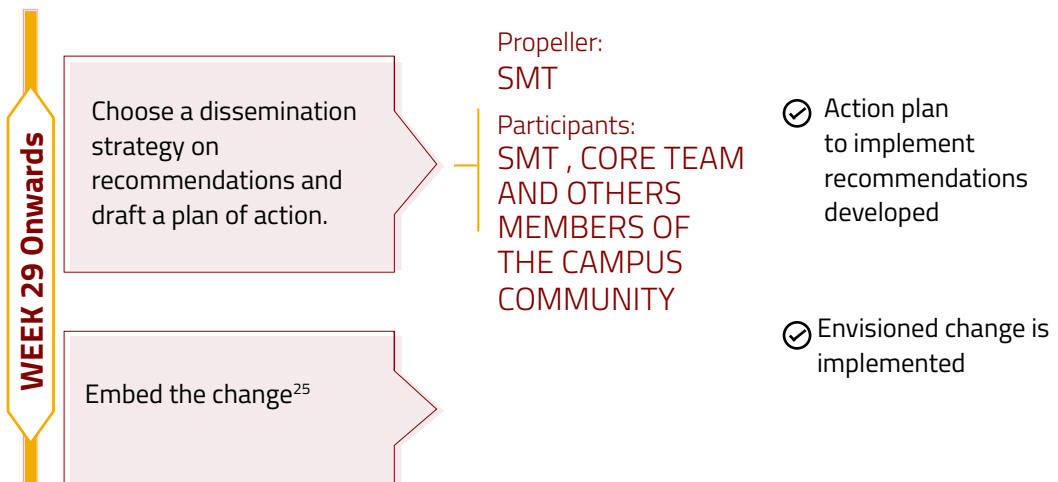 WEEK 29 Onwards
Choose a dissemination
strategy on
recommendations and
draft a plan of action.
Propeller:
SMT
Participants:
SMT , CORE TEAM
AND OTHERS
MEMBERS OF
THE CAMPUS
COMMUNITY
Action plan
to implement
recommendations
developed
Embed the change25
Envisioned change is
implemented